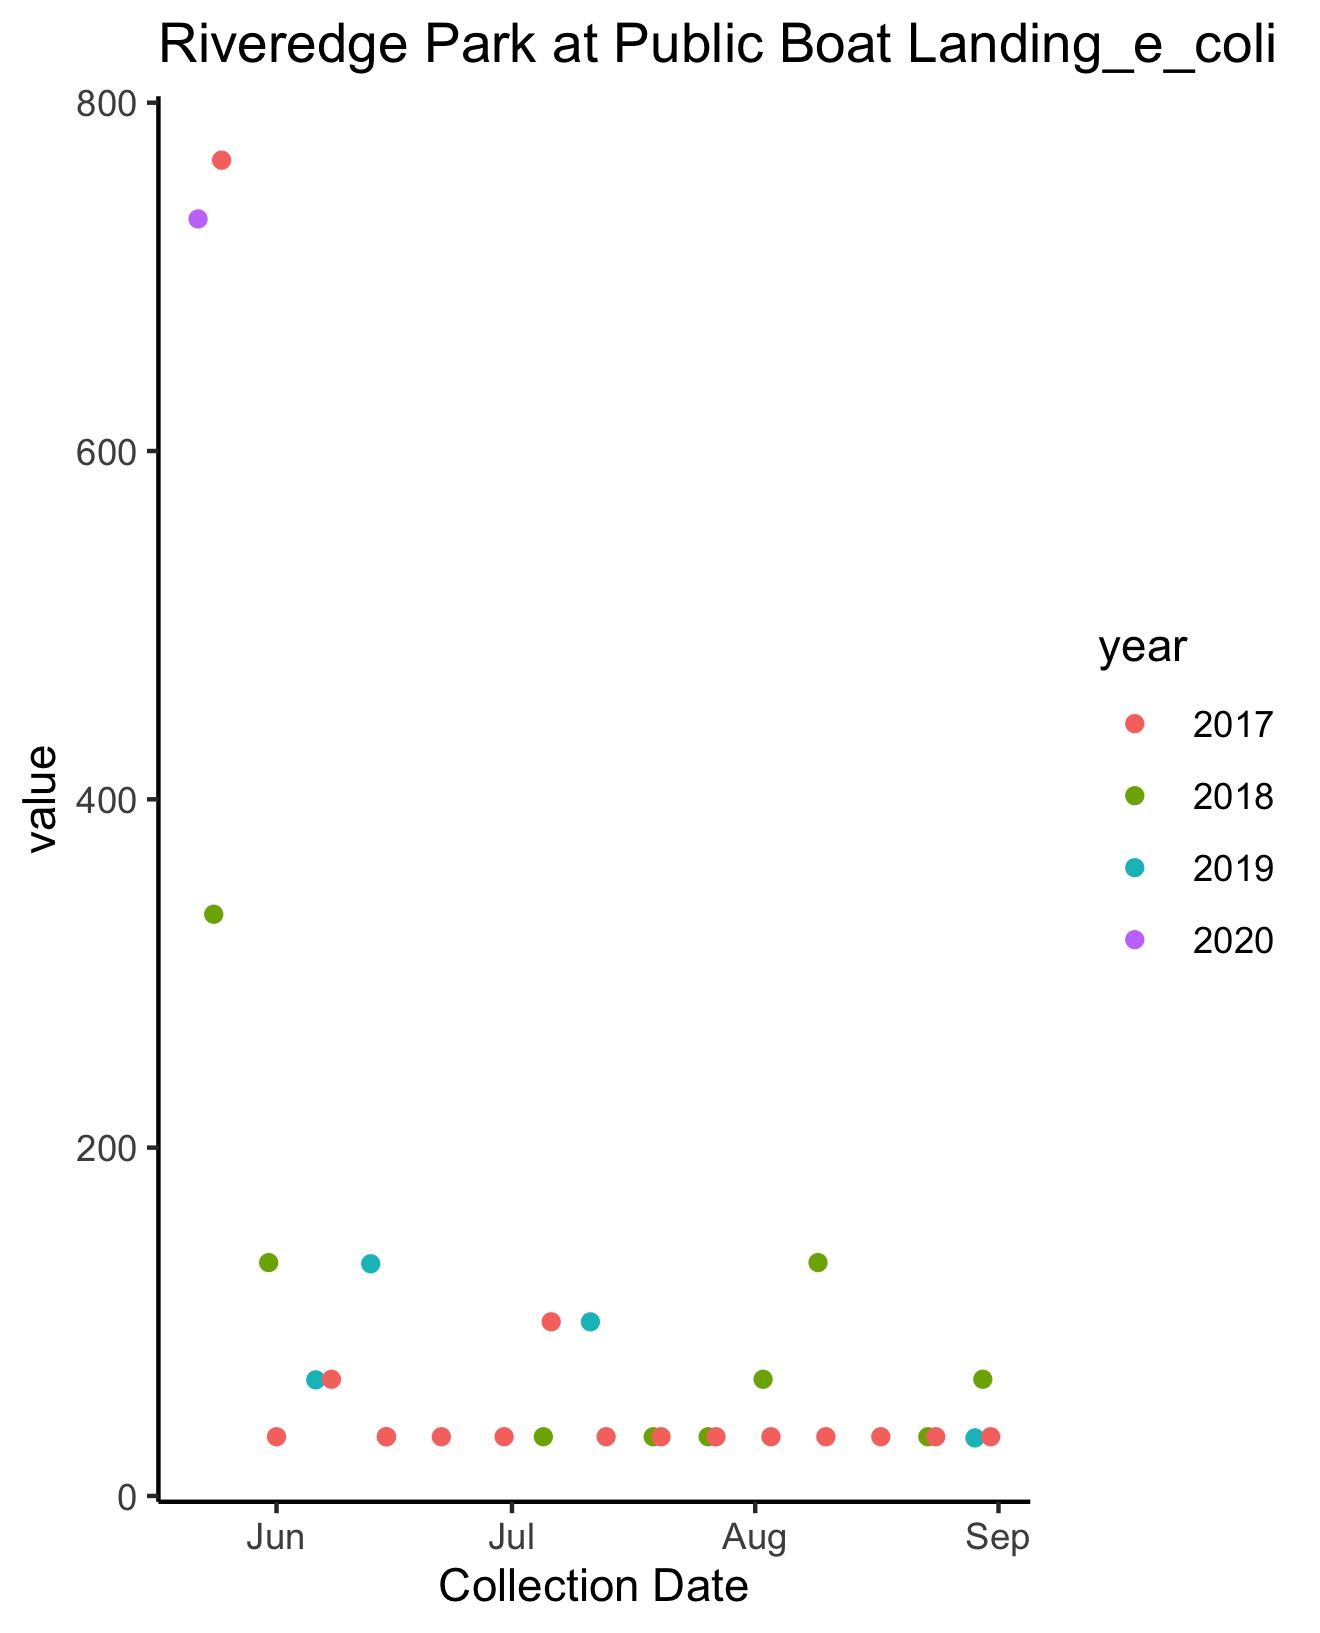 Riveredge Park at Public Boat Landing_e_coli
800
600
400
200
0
value
Jun Jul Aug Sep
Collection Date
year
2017
2018
2019
2020